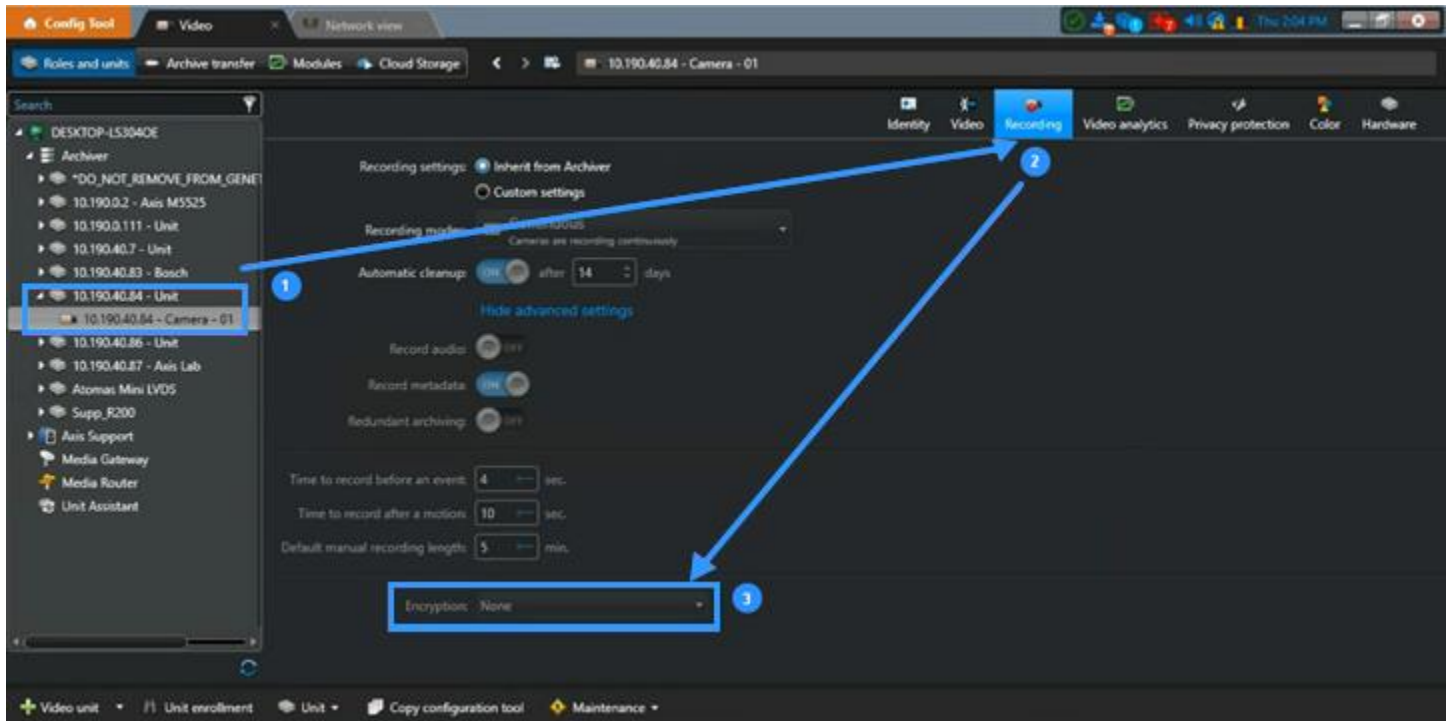 Config Tool
Video
Network view
Thu 2:04 PM
Roles and units
Archive transfer
Modules
Cloud Storage
10.190.40.84 - Camera - 01
Search
Identity
Video
Recording
Video analytics
Privacy protection
Color
Hardware
DESKTOP-LS304OE
Archiver
*DO_NOT_REMOVE_FROM_GENET
10.190.0.2 - Axis M5525
10.190.0.111 - Unit
10.190.40.7 - Unit
10.190.40.83 - Bosch
10.190.40.84 - Unit
10.190.40.84 - Camera - 01
10.190.40.86 - Unit
10.190.40.87 - Axis Lab
Atomas Mini LVDS
Supp_R200
Axis Support
Media Gateway
Media Router
Unit Assistant
1
2
Recording settings: Inherit from Archiver
Custom settings
Recording modes: Continuous
Cameras are recording continuously
Automatic cleanup: ON after 14 days
Hide advanced settings
Record audio: OFF
Record metadata: ON
Redundant archiving: OFF
Time to record before an event: 4 sec.
Time to record after a motion: 10 sec.
Default manual recording length: 5 min.
Encryption: None
3
Video unit
Unit enrollment
Unit
Copy configuration tool
Maintenance